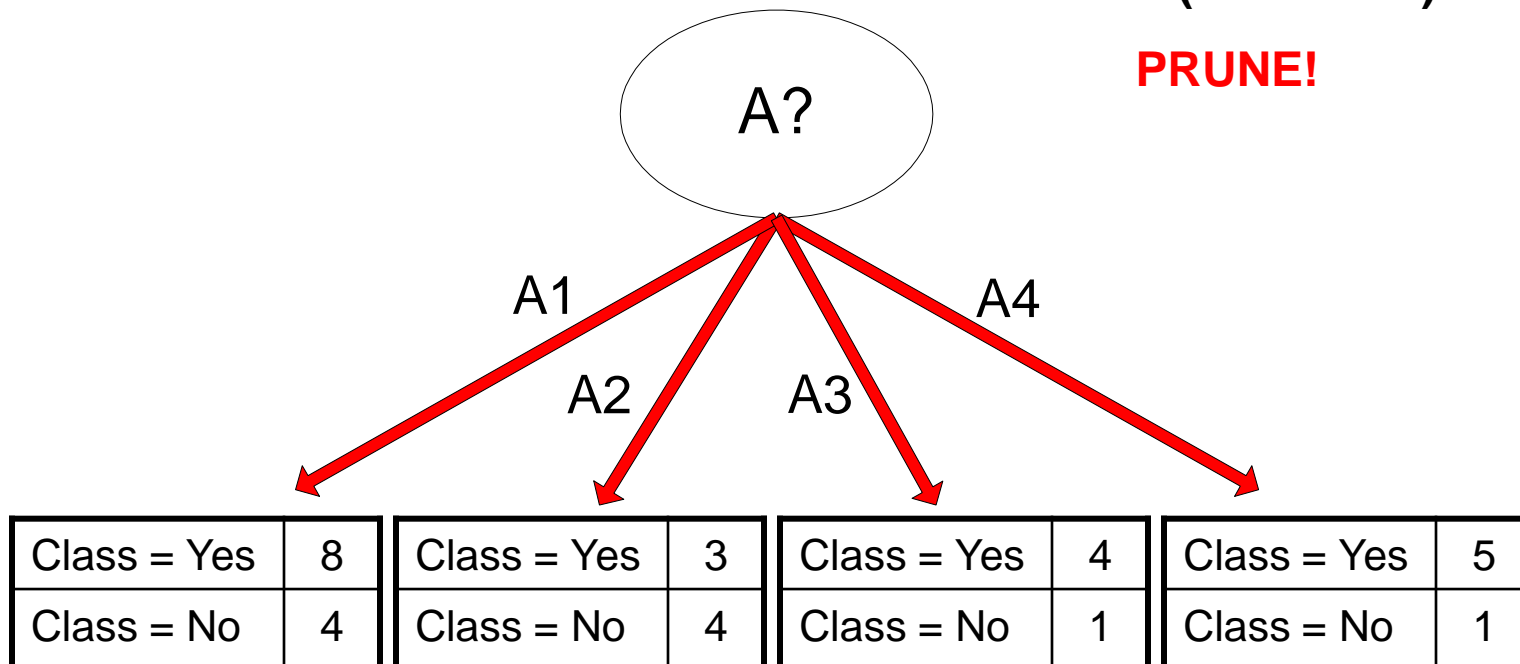 PRUNE!
A?
A1
A4
A2
A3
Class = Yes 8 Class = Yes 3 Class = Yes 4 Class = Yes 5
Class = No 4 Class = No 4 Class = No 1 Class = No 1